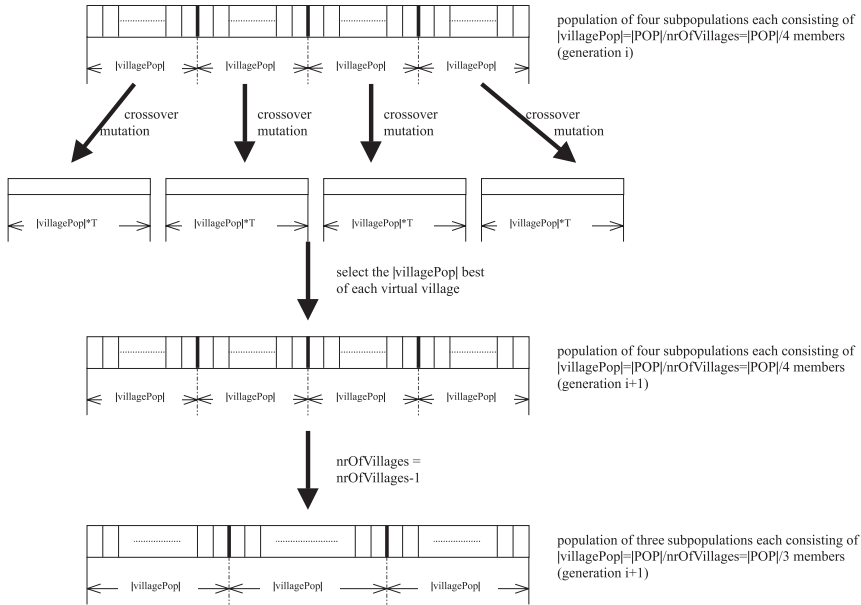 population of four subpopulations each consisting of
|villagePop|=|POP|/nrOfVillages=|POP|/4 members
(generation i)
|villagePop| |villagePop| |villagePop| |villagePop|
crossover
mutation
crossover
mutation
crossover
mutation
crossover
mutation
|villagePop|*T |villagePop|*T |villagePop|*T |villagePop|*T
select the |villagePop| best
of each virtual village
population of four subpopulations each consisting of
|villagePop|=|POP|/nrOfVillages=|POP|/4 members
(generation i+1)
|villagePop| |villagePop| |villagePop| |villagePop|
nrOfVillages =
nrOfVillages-1
population of three subpopulations each consisting of
|villagePop|=|POP|/nrOfVillages=|POP|/3 members
(generation i+1)
|villagePop| |villagePop| |villagePop|